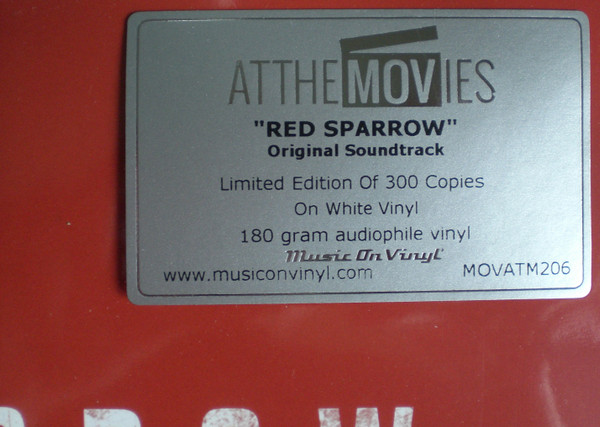 ATTHEMOVIES
"RED SPARROW"
Original Soundtrack
Limited Edition Of 300 Copies
On White Vinyl
180 gram audiophile vinyl
Music On Vinyl
www.musiconvinyl.com MOVATM206
RROW